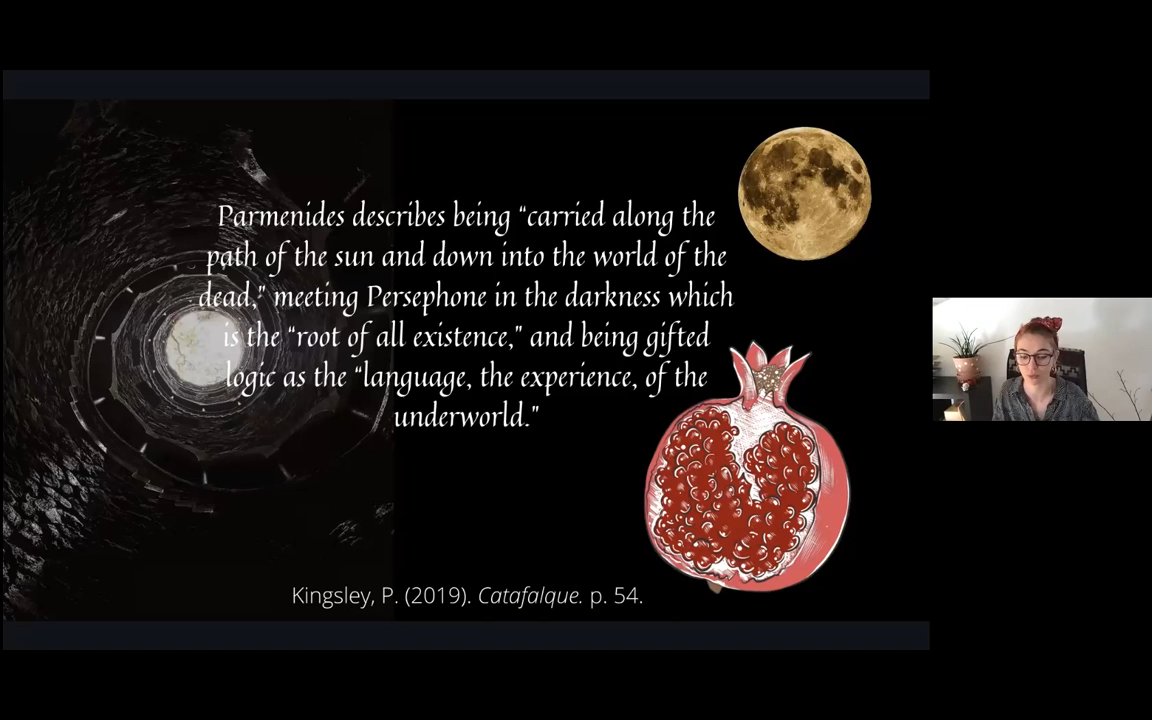 Parmenides describes being “carried along the
path of the sun and down into the world of the
dead,” meeting Persephone in the darkness which
is the “root of all existence,” and being gifted
logic as the “language, the experience, of the
underworld.”
Kingsley, P. (2019). Catafalque. p. 54.